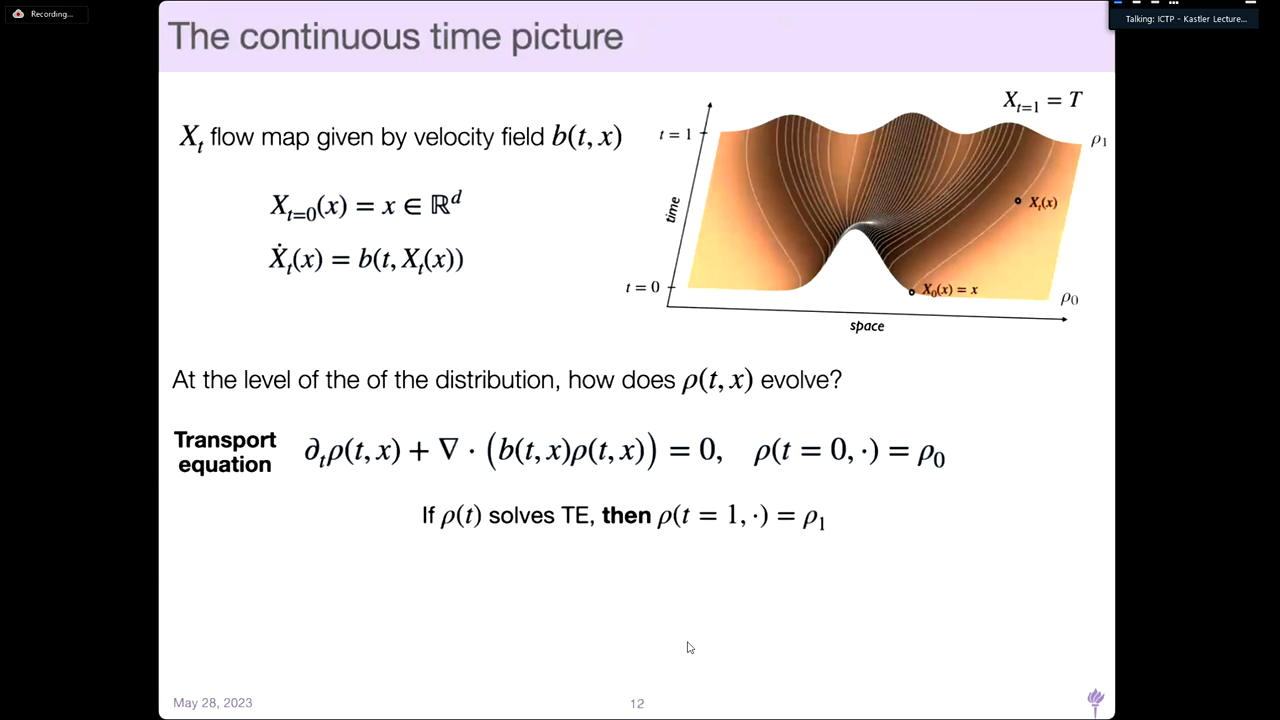 Recording...
Talking: ICTP - Kastler Lecture...
The continuous time picture
X_t flow map given by velocity field b(t, x)
X_{t=0}(x) = x ∈ ℝ^d
Ẋ_t(x) = b(t, X_t(x))
X_{t=1} = T
t = 1
ρ_1
time
X_t(x)
t = 0
X_0(x) = x
ρ_0
space
At the level of the of the distribution, how does ρ(t, x) evolve?
Transport
equation
∂_tρ(t, x) + ∇ · (b(t, x)ρ(t, x)) = 0, ρ(t = 0, ·) = ρ_0
If ρ(t) solves TE, then ρ(t = 1, ·) = ρ_1
May 28, 2023
12